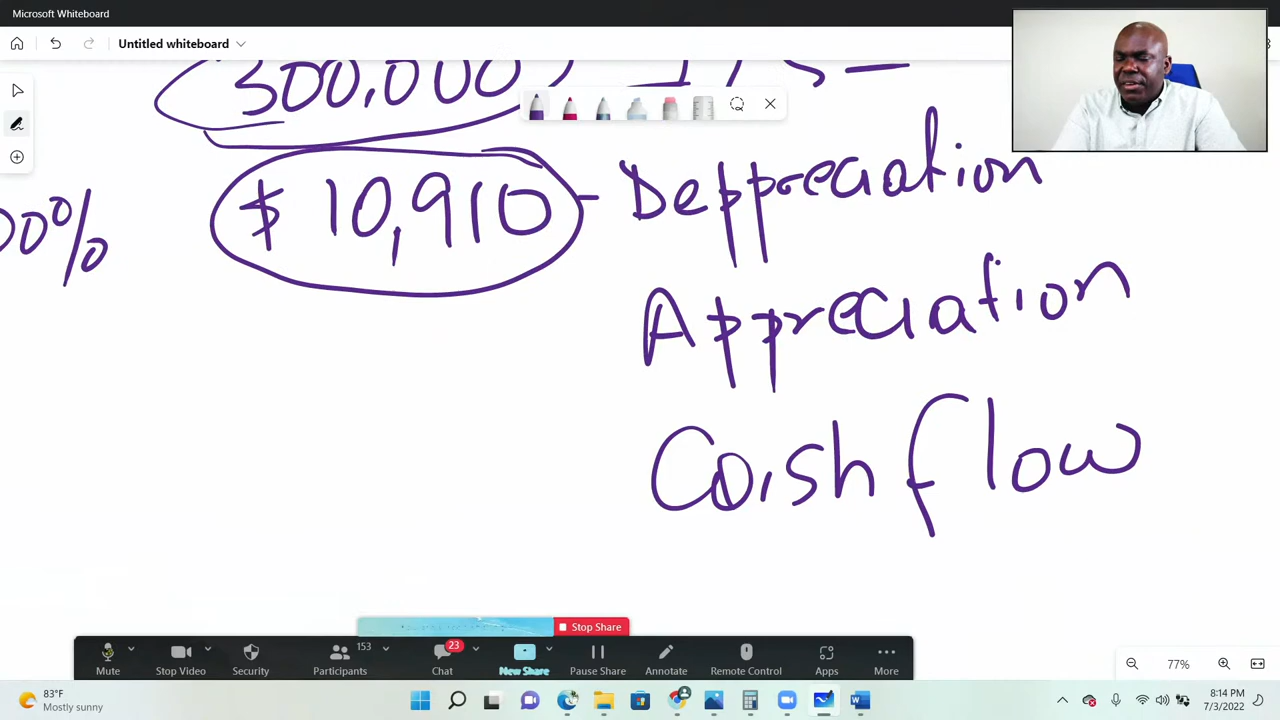 Microsoft Whiteboard
Untitled whiteboard
300,000
$ 10,910 - Deppreciation
00%
Appreciation
Cash flow
Stop Share
153
23
Mute
Stop Video
Security
Participants
Chat
New Share
Pause Share
Annotate
Remote Control
Apps
More
77%
83°F
Mostly sunny
8:14 PM
7/3/2022